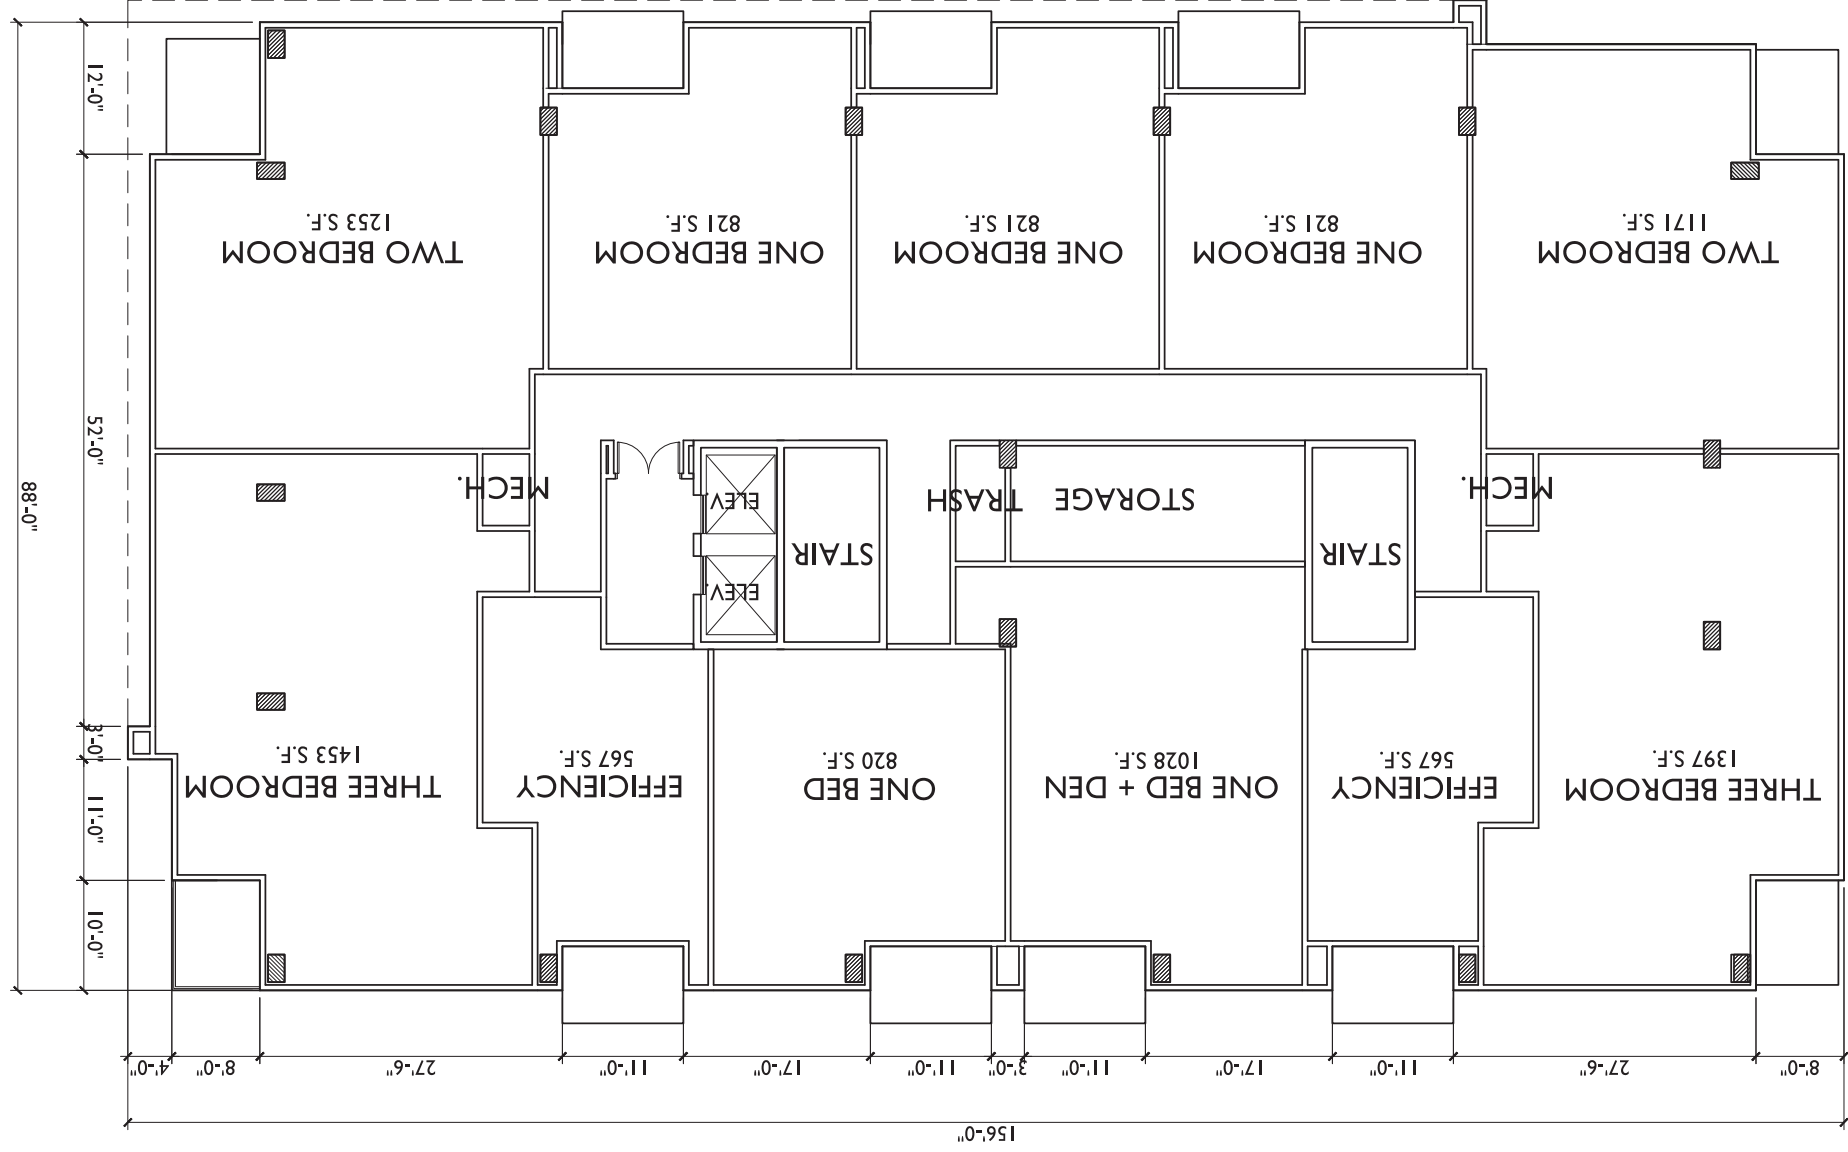 156'-0"
8'-0"
27'-6"
11'-0"
17'-0"
11'-0"
3'-0"
11'-0"
17'-0"
11'-0"
27'-6"
8'-0"
4'-0"
10'-0"
11'-0"
3'-0"
52'-0"
12'-0"
88'-0"
THREE BEDROOM
1397 S.F.
EFFICIENCY
567 S.F.
ONE BED + DEN
1028 S.F.
ONE BED
820 S.F.
EFFICIENCY
567 S.F.
THREE BEDROOM
1453 S.F.
MECH.
STAIR
STORAGE
TRASH
STAIR
ELEV.
ELEV.
MECH.
TWO BEDROOM
1171 S.F.
ONE BEDROOM
821 S.F.
ONE BEDROOM
821 S.F.
ONE BEDROOM
821 S.F.
TWO BEDROOM
1253 S.F.